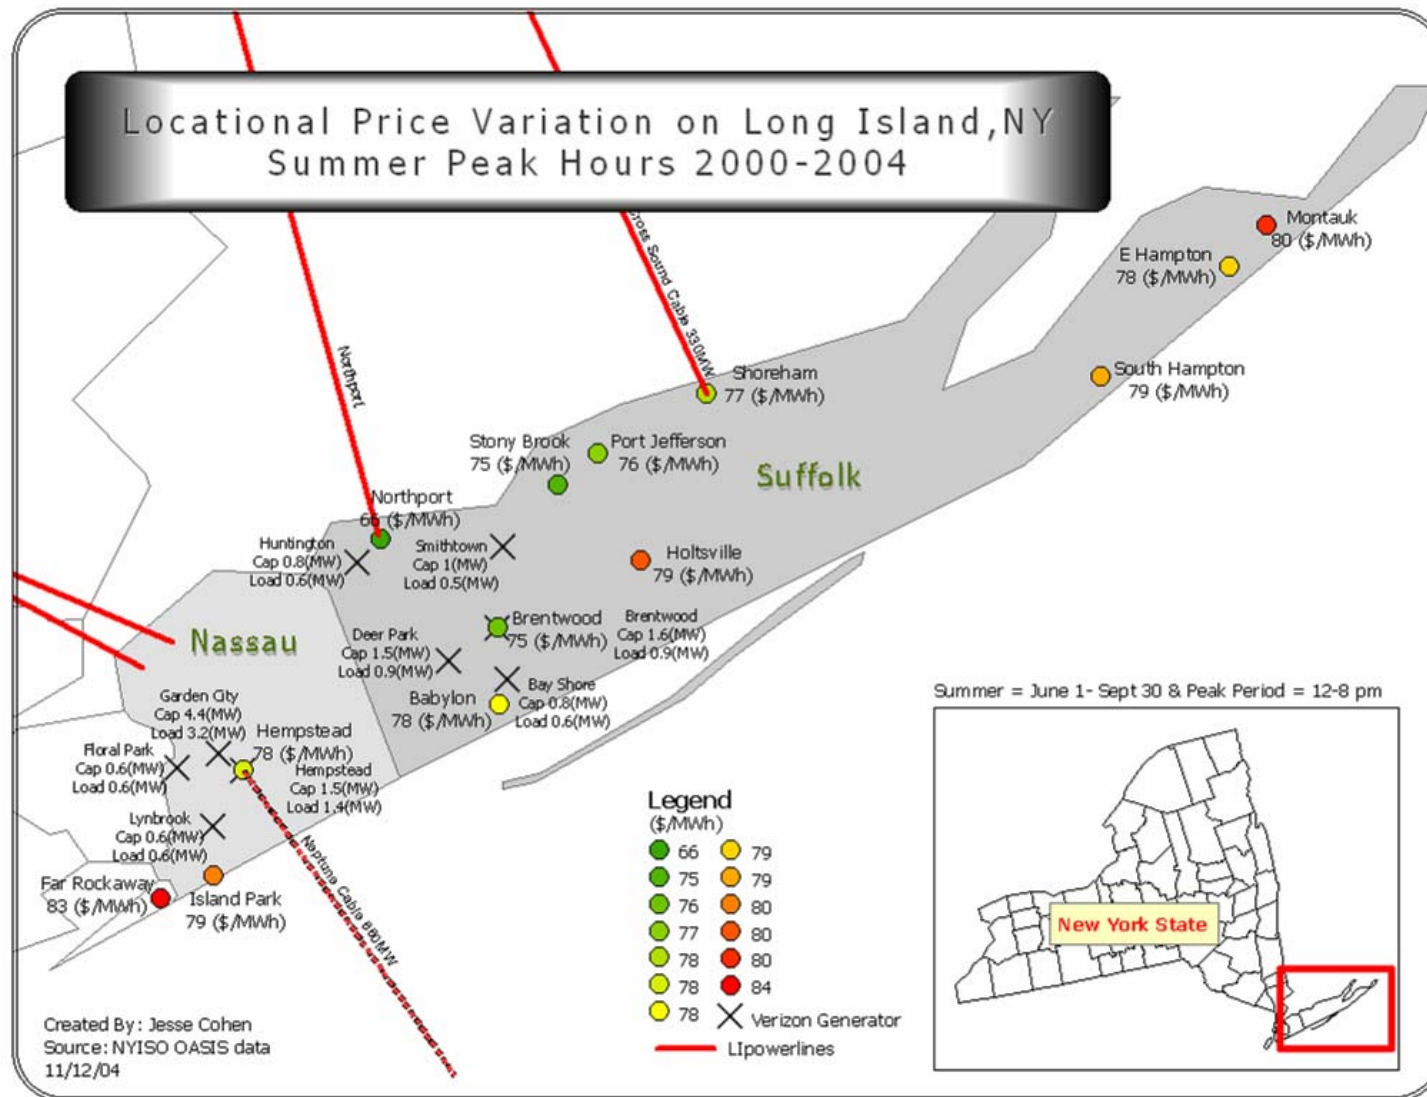 Locational Price Variation on Long Island,NY
Summer Peak Hours 2000-2004
Montauk
80 ($/MWh)
E Hampton
78 ($/MWh)
South Hampton
79 ($/MWh)
Cross Sound Cable 330MW
Northport
Shoreham
77 ($/MWh)
Stony Brook
75 ($/MWh)
Port Jefferson
76 ($/MWh)
Suffolk
Northport
66 ($/MWh)
Huntington
Cap 0.8(MW)
Load 0.6(MW)
Smithtown
Cap 1(MW)
Load 0.5(MW)
Holtsville
79 ($/MWh)
Nassau
Brentwood
75 ($/MWh)
Brentwood
Cap 1.6(MW)
Load 0.9(MW)
Deer Park
Cap 1.5(MW)
Load 0.9(MW)
Babylon
78 ($/MWh)
Bay Shore
Cap 0.8(MW)
Load 0.6(MW)
Garden City
Cap 4.4(MW)
Load 3.2(MW)
Hempstead
78 ($/MWh)
Hempstead
Cap 1.5(MW)
Load 1.4(MW)
Floral Park
Cap 0.6(MW)
Load 0.6(MW)
Lynbrook
Cap 0.6(MW)
Load 0.6(MW)
Far Rockaway
83 ($/MWh)
Island Park
79 ($/MWh)
Neptune Cable 660MW
Summer = June 1- Sept 30 & Peak Period = 12-8 pm
New York State
Legend
($/MWh)
66
75
76
77
78
78
78
79
79
80
80
80
84
Verizon Generator
LIpowerlines
Created By: Jesse Cohen
Source: NYISO OASIS data
11/12/04